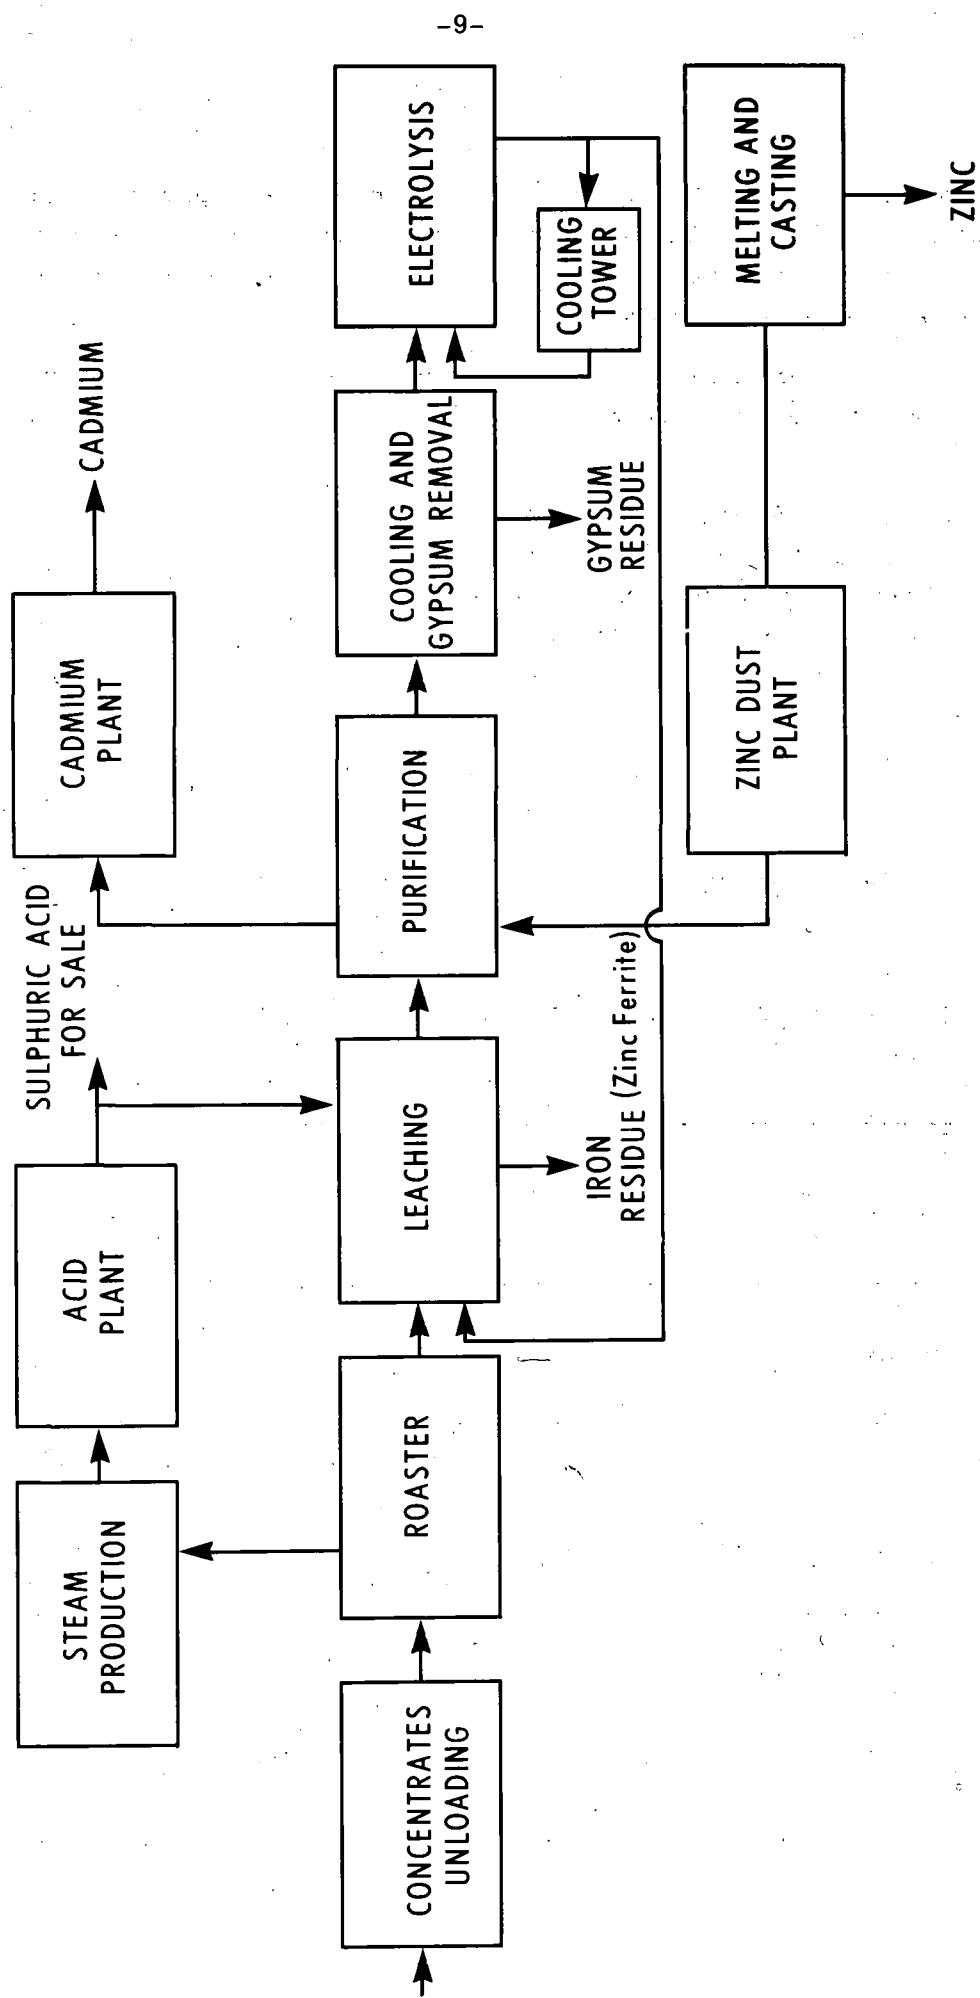 -9-
CONCENTRATES
UNLOADING
ROASTER
STEAM
PRODUCTION
ACID
PLANT
SULPHURIC ACID
FOR SALE
LEACHING
IRON
RESIDUE (Zinc Ferrite)
PURIFICATION
CADMIUM
PLANT
CADMIUM
COOLING AND
GYPSUM REMOVAL
GYPSUM
RESIDUE
ELECTROLYSIS
COOLING
TOWER
ZINC DUST
PLANT
MELTING AND
CASTING
ZINC